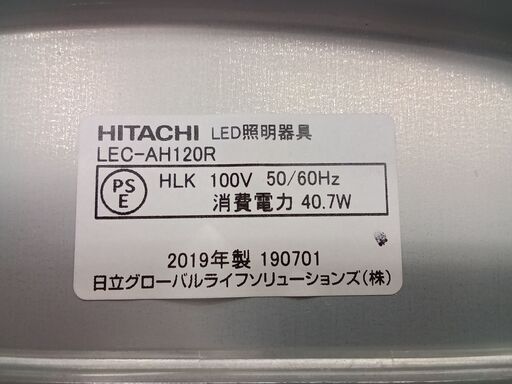 HITACHI LED照明器具
LEC-AH120R
PS
E
HLK 100V 50/60Hz
消費電力 40.7W
2019年製 190701
日立グローバルライフソリューションズ(株)